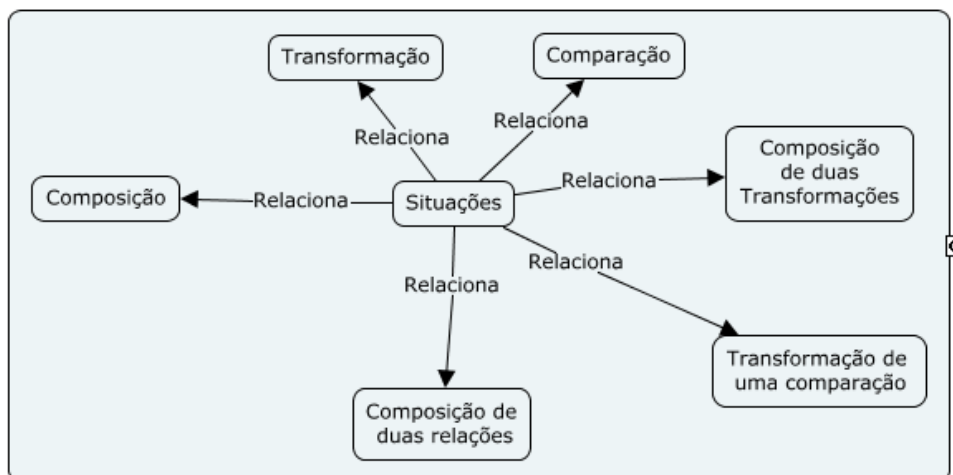 Transformação
Comparação
Relaciona
Relaciona
Composição
de duas
Transformações
Relaciona
Composição
Relaciona
Situações
Relaciona
Relaciona
Transformação de
uma comparação
Composição de
duas relações